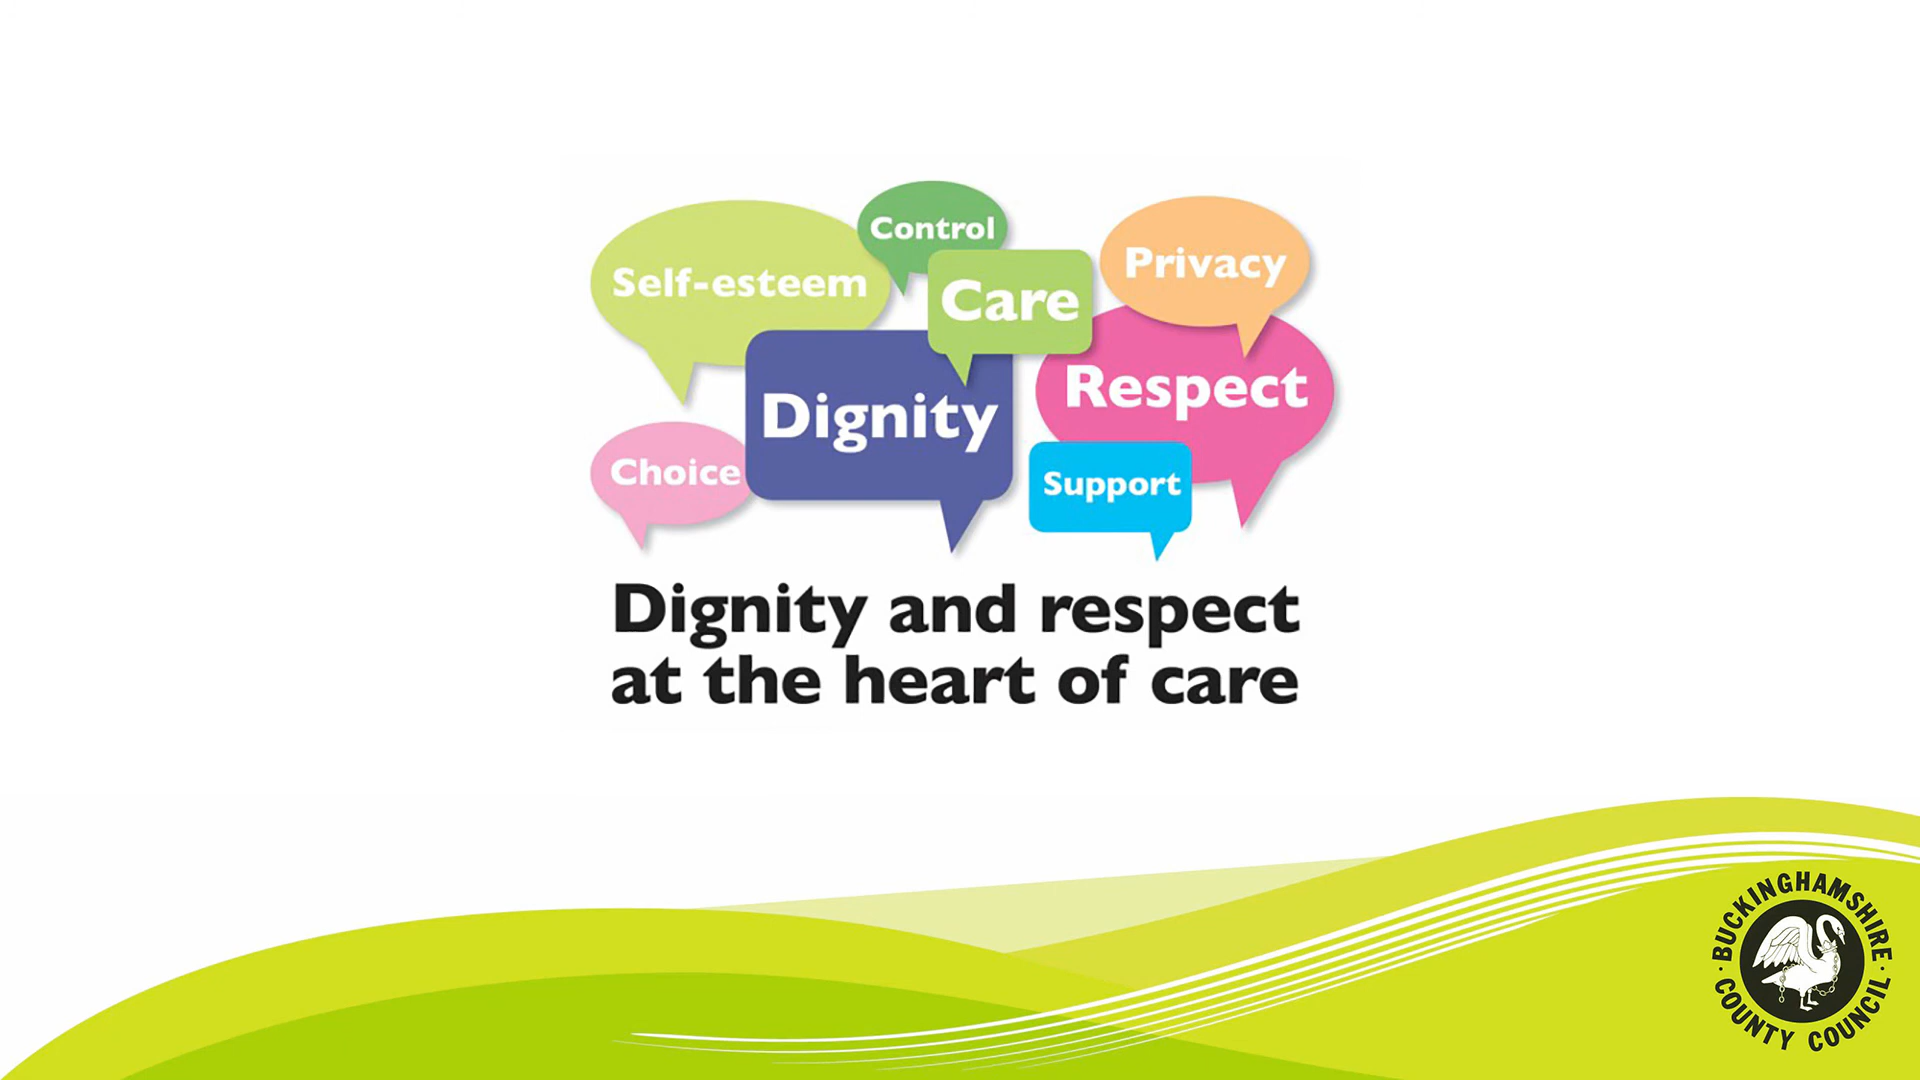 Control
Self-esteem
Care
Privacy
Dignity
Respect
Choice
Support
Dignity and respect
at the heart of care
BUCKINGHAMSHIRE
· COUNTY COUNCIL ·